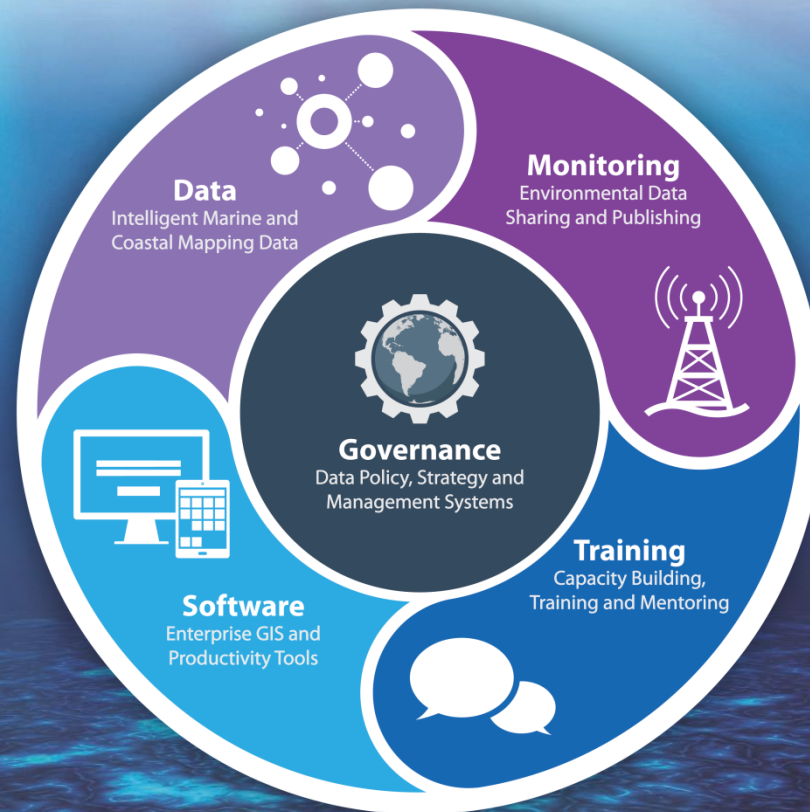 Data
Intelligent Marine and
Coastal Mapping Data
Monitoring
Environmental Data
Sharing and Publishing
Governance
Data Policy, Strategy and
Management Systems
Software
Enterprise GIS and
Productivity Tools
Training
Capacity Building,
Training and Mentoring